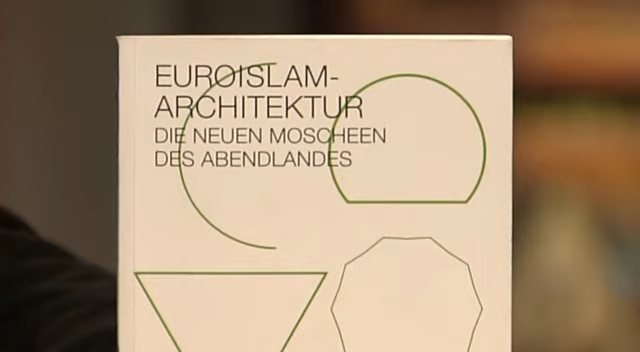 EUROISLAM-
ARCHITEKTUR
DIE NEUEN MOSCHEEN
DES ABENDLANDES